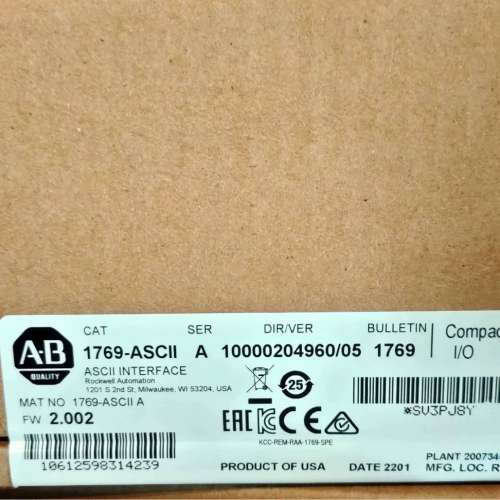 CAT SER DIR/VER BULLETIN
1769-ASCII A 10000204960/05 1769
Compac
I/O
A-B
QUALITY
ASCII INTERFACE
Rockwell Automation
1201 S 2nd St, Milwaukee, WI 53204, USA
MAT NO 1769-ASCII A
FW 2.002
10612598314239
25
EAC CE
KCC-REM-RAA-1769-SPE
PRODUCT OF USA DATE 2201
*SV3PJ8Y
PLANT 200734
MFG. LOC. R